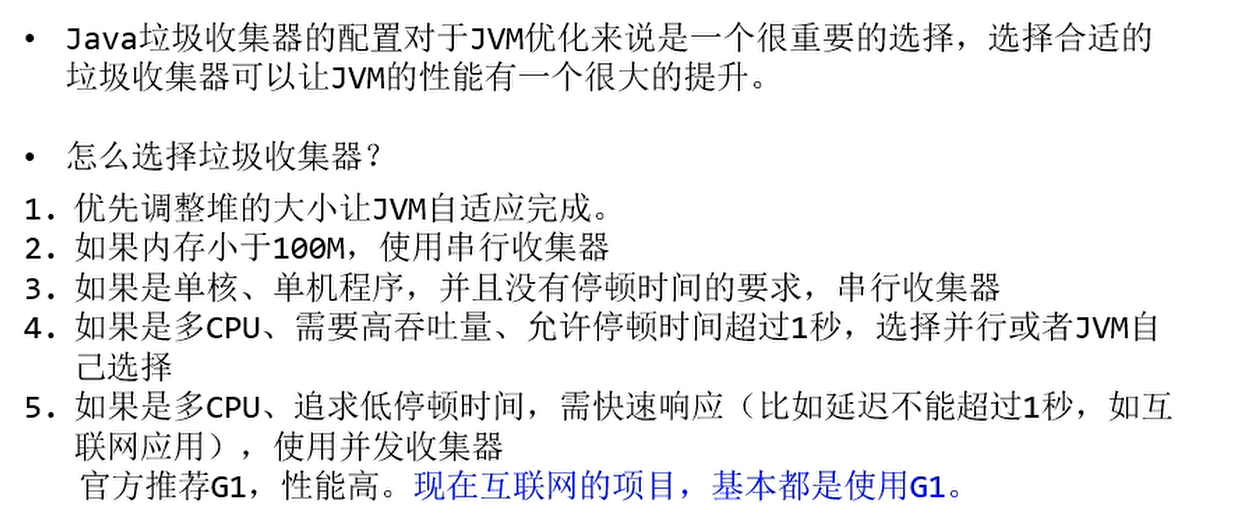 • Java垃圾收集器的配置对于JVM优化来说是一个很重要的选择，选择合适的
垃圾收集器可以让JVM的性能有一个很大的提升。
• 怎么选择垃圾收集器？
1. 优先调整堆的大小让JVM自适应完成。
2. 如果内存小于100M，使用串行收集器
3. 如果是单核、单机程序，并且没有停顿时间的要求，串行收集器
4. 如果是多CPU、需要高吞吐量、允许停顿时间超过1秒，选择并行或者JVM自
己选择
5. 如果是多CPU、追求低停顿时间，需快速响应（比如延迟不能超过1秒，如互
联网应用），使用并发收集器
官方推荐G1，性能高。现在互联网的项目，基本都是使用G1。